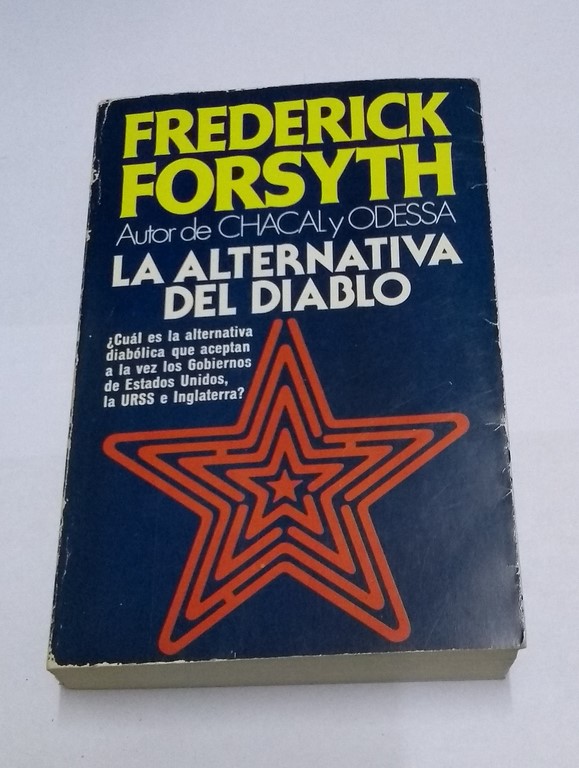 FREDERICK
FORSYTH
Autor de CHACAL y ODESSA
LA ALTERNATIVA
DEL DIABLO
¿Cuál es la alternativa
diabólica que aceptan
a la vez los Gobiernos
de Estados Unidos,
la URSS e Inglaterra?